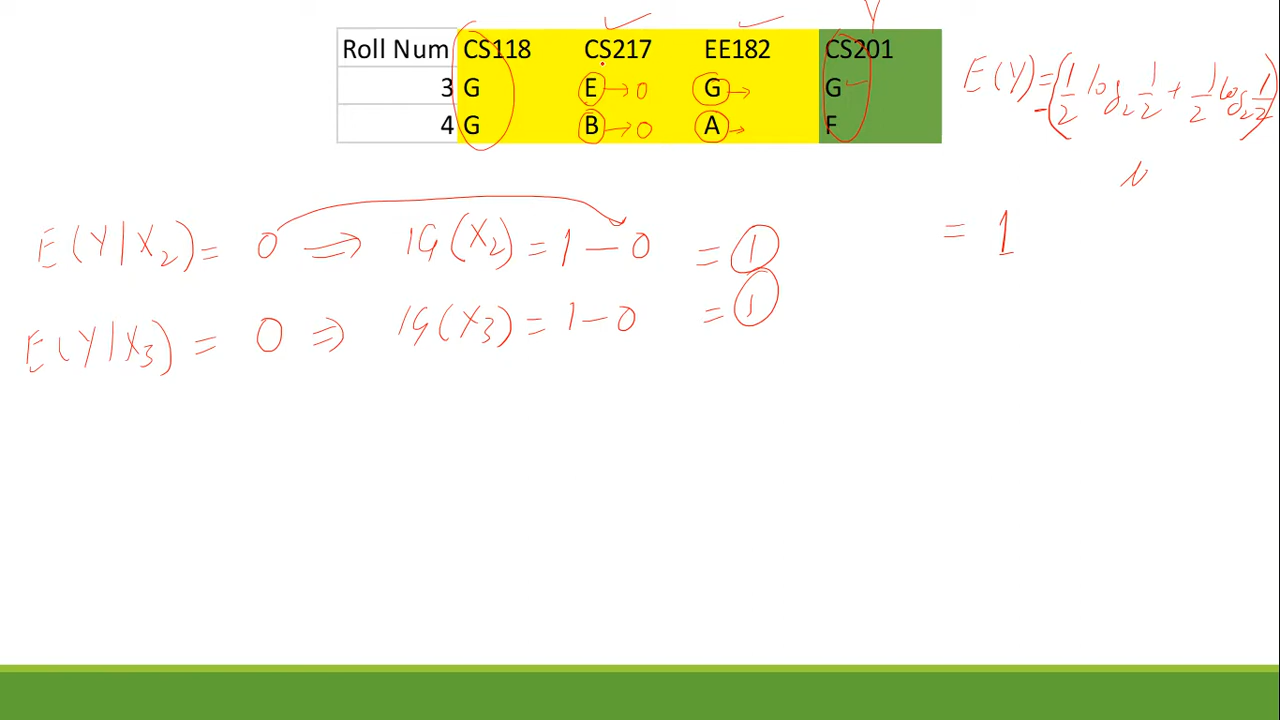 Y
Roll Num CS118 CS217 EE182 CS201
3 G E → 0 G → G
4 G B → 0 A → F
E(Y) = -(1/2 log2 1/2 + 1/2 log2 1/2)
= 1
E(Y|X2) = 0 ⇒ IG(X2) = 1 - 0 = 1
E(Y|X3) = 0 ⇒ IG(X3) = 1 - 0 = 1